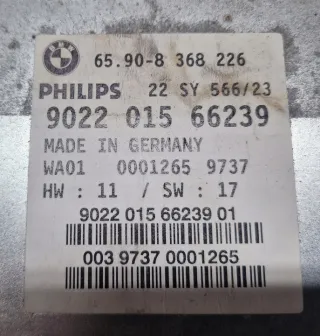 BMW
65.90-8 368 226
PHILIPS 22 SY 566/23
9022 015 66239
MADE IN GERMANY
WA01 0001265 9737
HW : 11 / SW : 17
9022 015 66239 01
003 9737 0001265